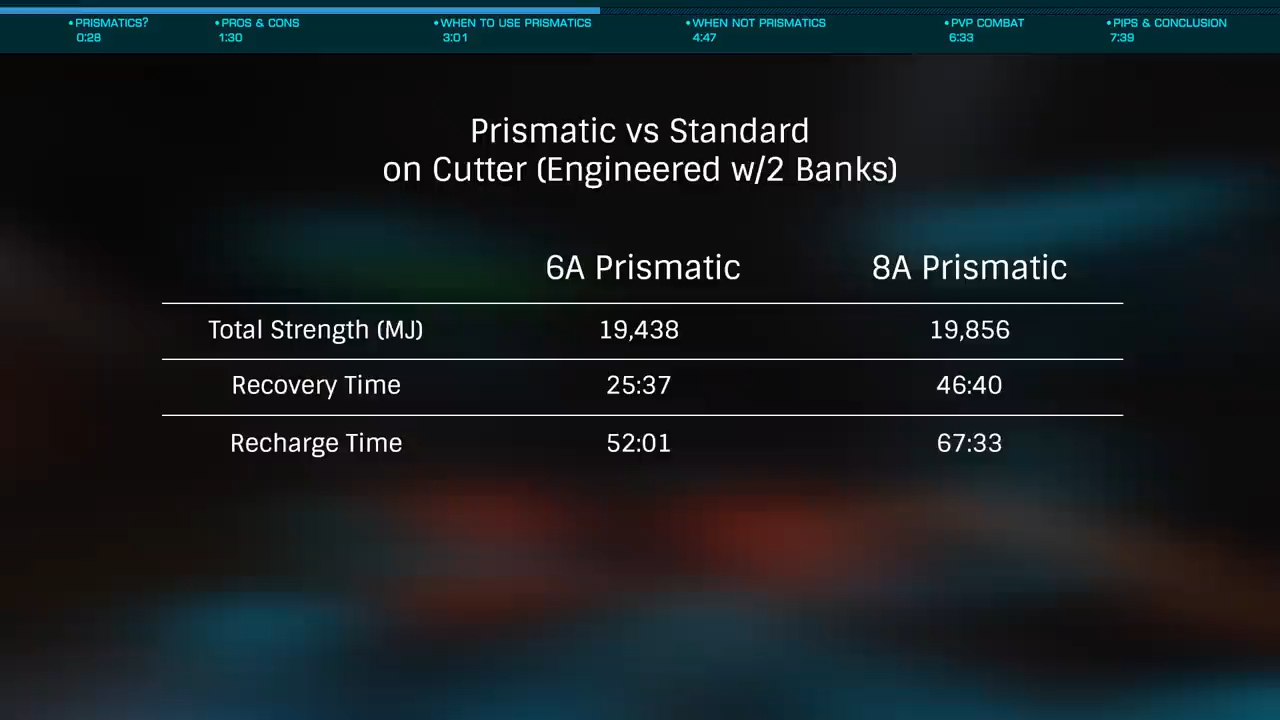 •PRISMATICS?
0:28
•PROS & CONS
1:30
•WHEN TO USE PRISMATICS
3:01
•WHEN NOT PRISMATICS
4:47
•PVP COMBAT
6:33
•PIPS & CONCLUSION
7:39
Prismatic vs Standard
on Cutter (Engineered w/2 Banks)
6A Prismatic 8A Prismatic
Total Strength (MJ) 19,438 19,856
Recovery Time 25:37 46:40
Recharge Time 52:01 67:33